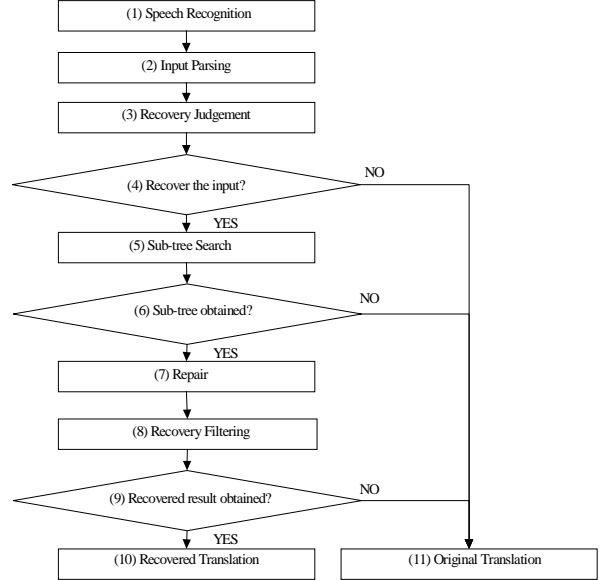 (1) Speech Recognition
(2) Input Parsing
(3) Recovery Judgement
(4) Recover the input?
NO
YES
(5) Sub-tree Search
(6) Sub-tree obtained?
NO
YES
(7) Repair
(8) Recovery Filtering
(9) Recovered result obtained?
NO
YES
(10) Recovered Translation
(11) Original Translation